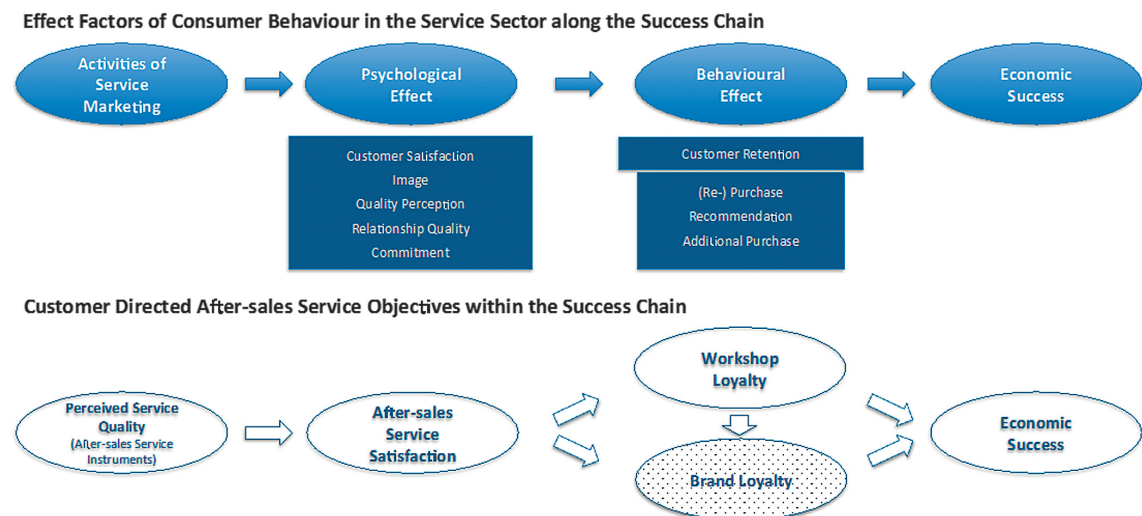 Effect Factors of Consumer Behaviour in the Service Sector along the Success Chain
Activities of
Service
Marketing
Psychological
Effect
Behavioural
Effect
Economic
Success
Customer Satisfaction
Image
Quality Perception
Relationship Quality
Commitment
Customer Retention
(Re-) Purchase
Recommendation
Additional Purchase
Customer Directed After-sales Service Objectives within the Success Chain
Perceived Service
Quality
(After-sales Service
Instruments)
After-sales
Service
Satisfaction
Workshop
Loyalty
Brand Loyalty
Economic
Success